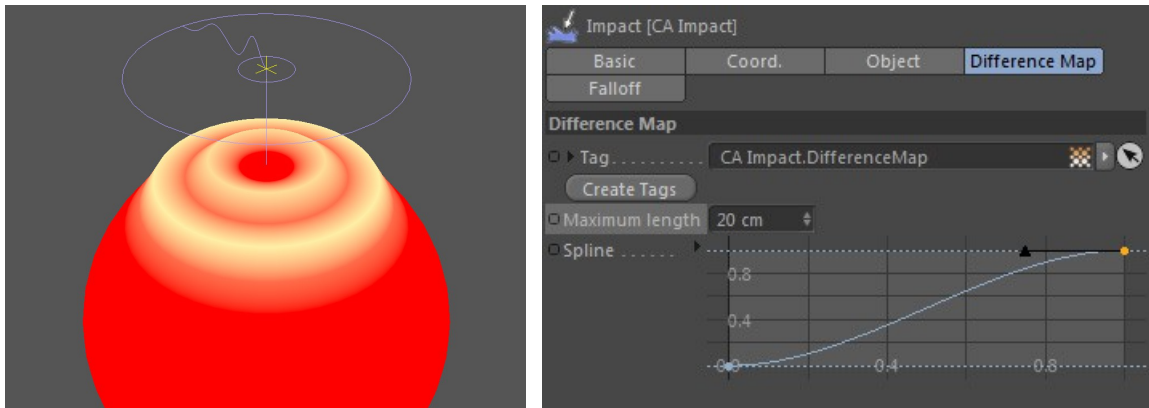 Impact [CA Impact]
Basic Coord. Object Difference Map
Falloff
Difference Map
Tag.......... CA Impact.DifferenceMap
Create Tags
Maximum length 20 cm
Spline ......
0.8
0.4
0.0 0.4 0.8